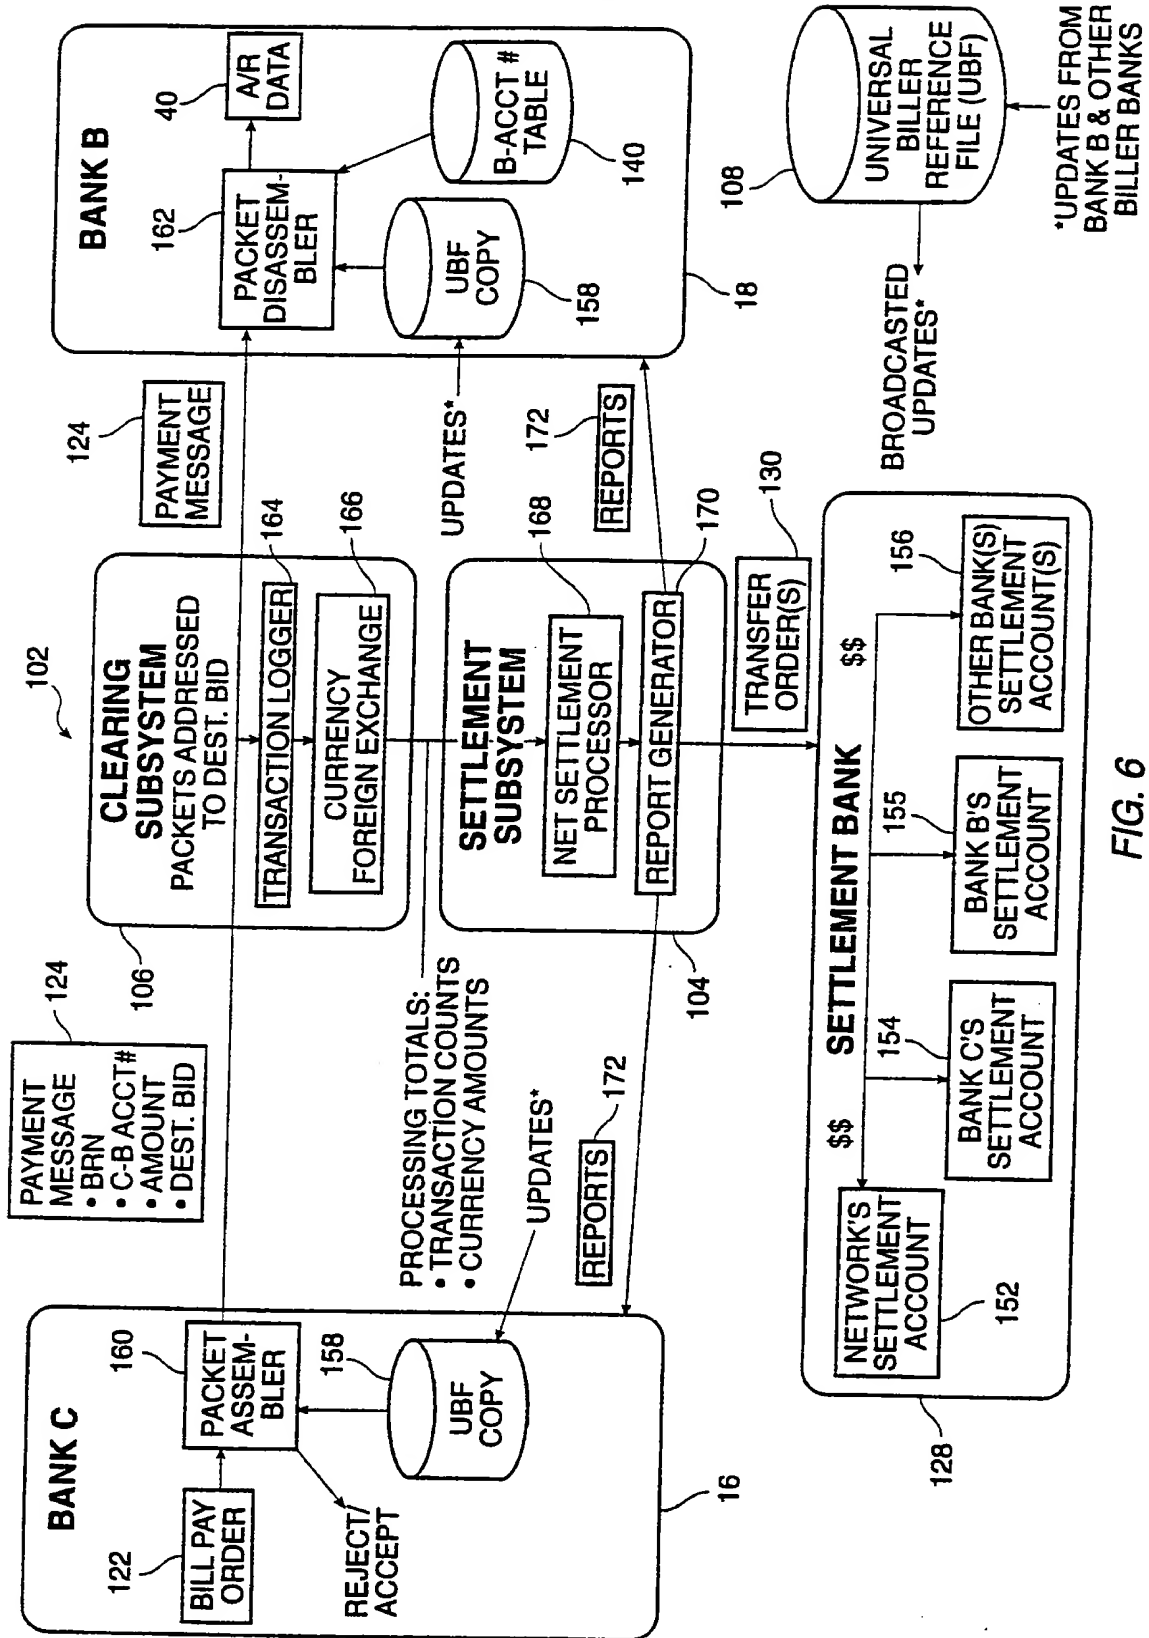 102
BANK C
122
BILL PAY
ORDER
160
PACKET
ASSEM-
BLER
REJECT/
ACCEPT
158
UBF
COPY
16
124
PAYMENT
MESSAGE
• BRN
• C-B ACCT#
• AMOUNT
• DEST. BID
UPDATES*
REPORTS
172
106
CLEARING
SUBSYSTEM
PACKETS ADDRESSED
TO DEST. BID
TRANSACTION LOGGER
164
CURRENCY
FOREIGN EXCHANGE
166
PROCESSING TOTALS:
• TRANSACTION COUNTS
• CURRENCY AMOUNTS
SETTLEMENT
SUBSYSTEM
NET SETTLEMENT
PROCESSOR
168
REPORT GENERATOR
170
104
124
PAYMENT
MESSAGE
UPDATES*
172
REPORTS
BANK B
162
PACKET
DISASSEM-
BLER
40
A/R
DATA
UBF
COPY
158
B-ACCT #
TABLE
140
18
TRANSFER
ORDER(S)
130
SETTLEMENT BANK
$$
$$
NETWORK'S
SETTLEMENT
ACCOUNT
152
154
BANK C'S
SETTLEMENT
ACCOUNT
155
BANK B'S
SETTLEMENT
ACCOUNT
156
OTHER BANK(S)
SETTLEMENT
ACCOUNT(S)
128
108
UNIVERSAL
BILLER
REFERENCE
FILE (UBF)
BROADCASTED
UPDATES*
*UPDATES FROM
BANK B & OTHER
BILLER BANKS
FIG. 6